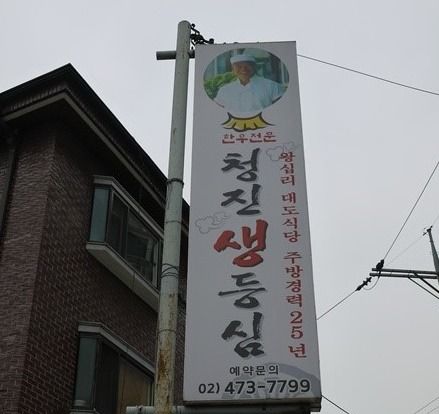 한우전문
청진생등심
왕십리 대도식당 주방경력25년
예약문의
02) 473-7799